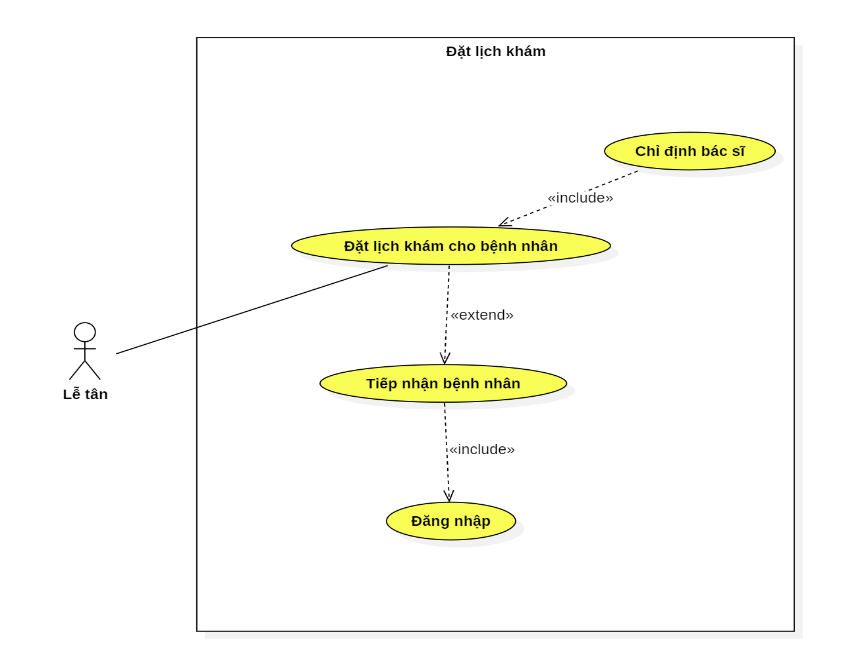 Đặt lịch khám
Chỉ định bác sĩ
«include»
Đặt lịch khám cho bệnh nhân
«extend»
Tiếp nhận bệnh nhân
Lễ tân
«include»
Đăng nhập